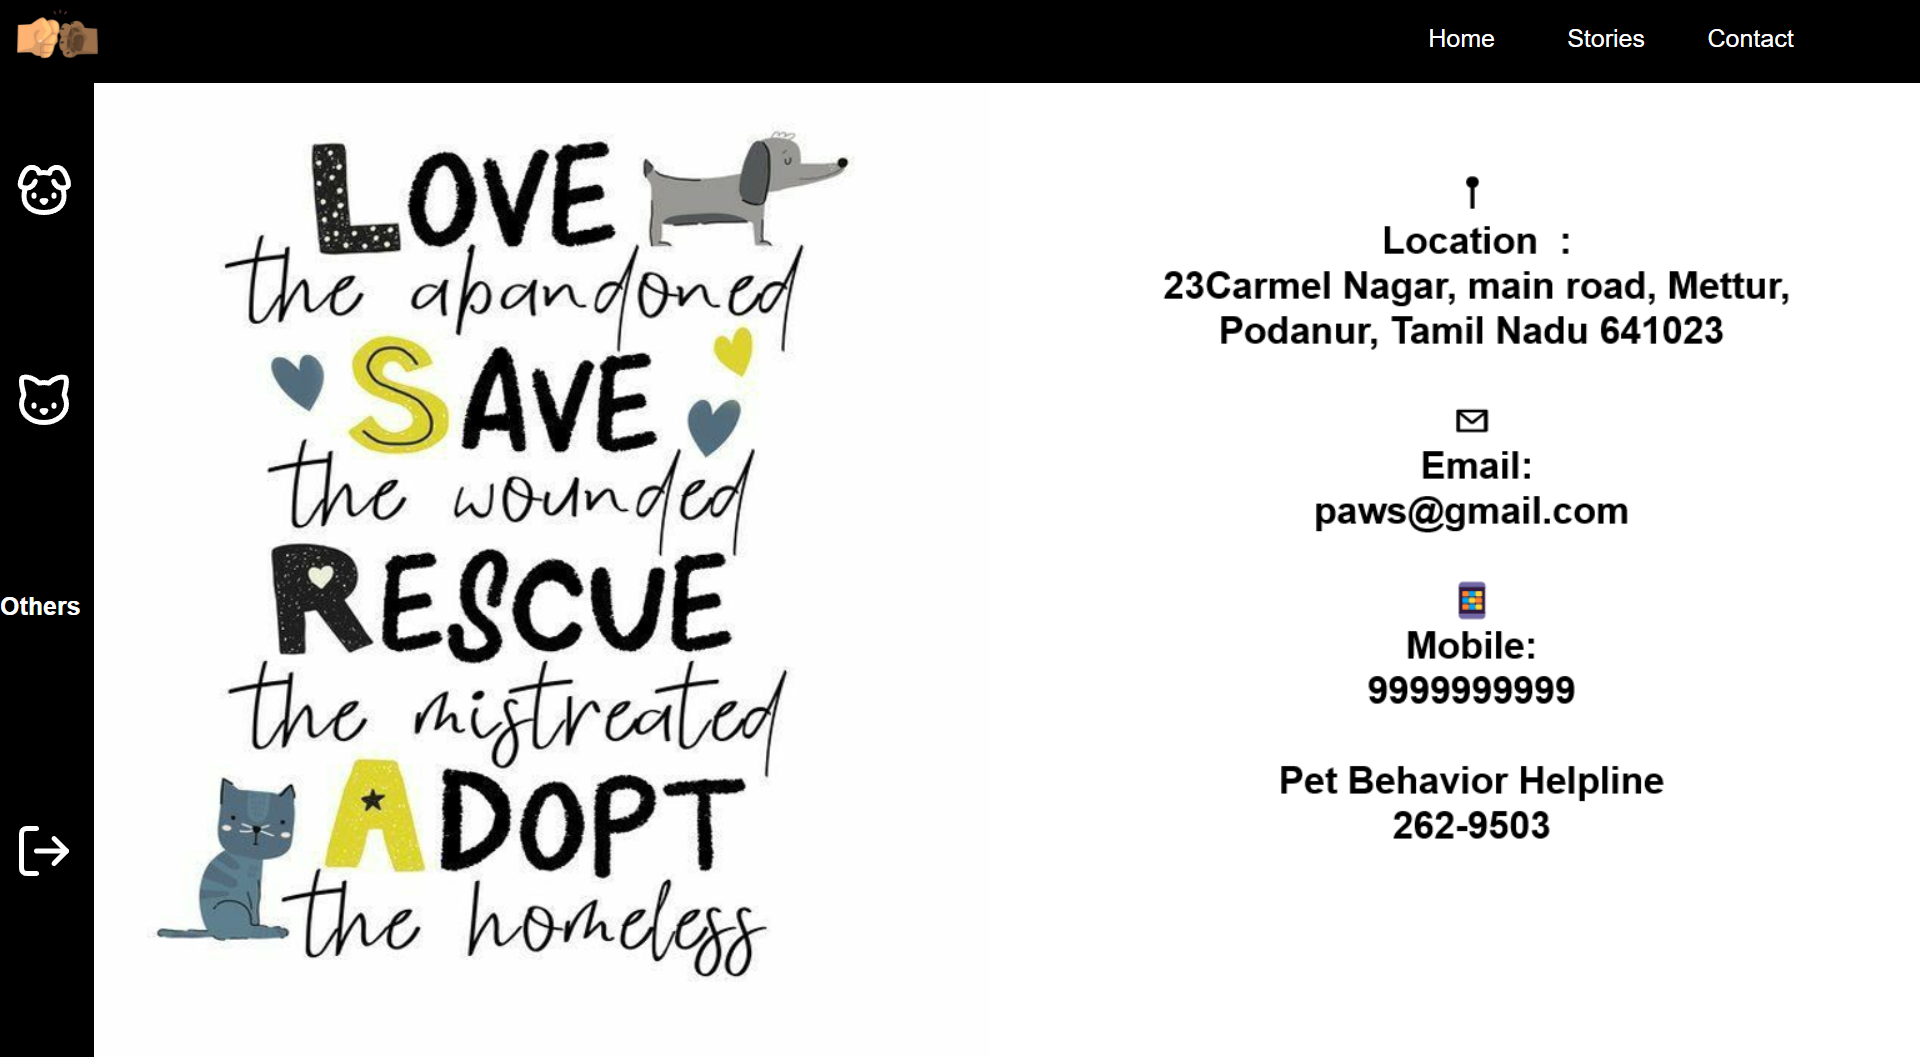 Home Stories Contact
Others
LOVE
the abandoned
SAVE
the wounded
RESCUE
the mistreated
ADOPT
the homeless
Location :
23Carmel Nagar, main road, Mettur,
Podanur, Tamil Nadu 641023
Email:
paws@gmail.com
Mobile:
9999999999
Pet Behavior Helpline
262-9503